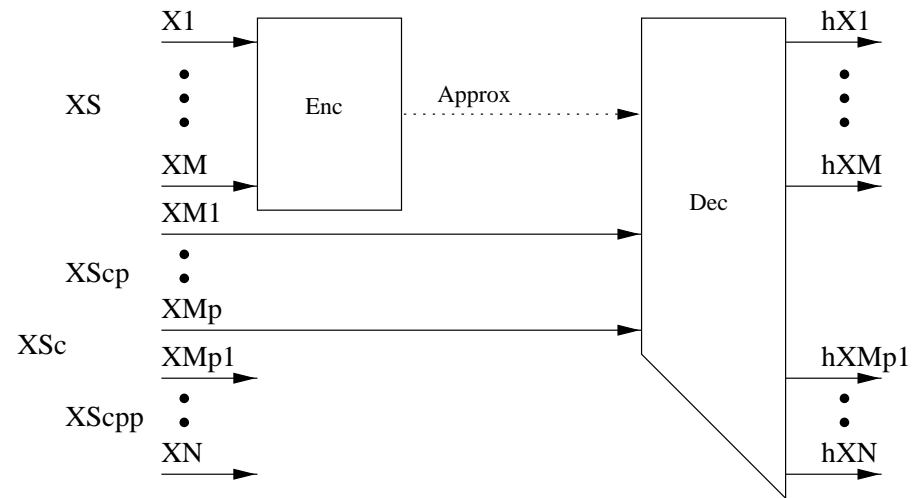 X1
hX1
XS
Enc
Approx
XM
hXM
XM1
Dec
XScp
XMp
XSc
XMp1
hXMp1
XScpp
XN
hXN